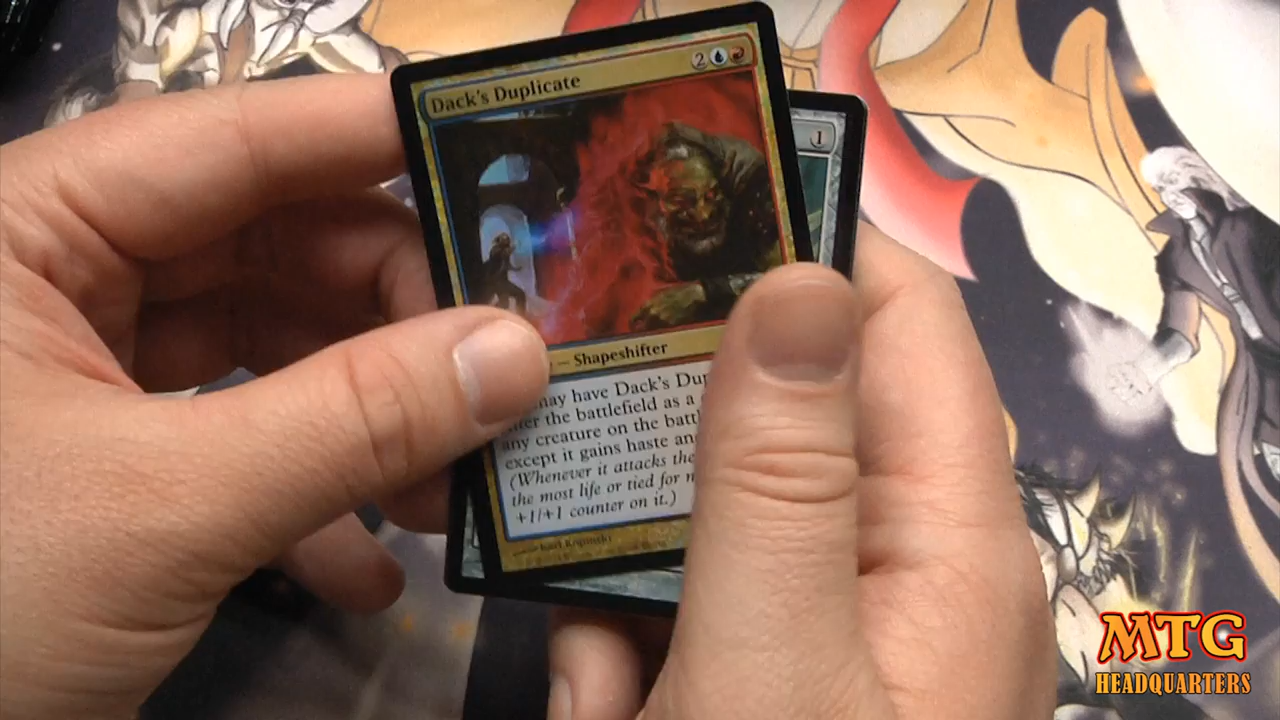 Dack's Duplicate
2
1
— Shapeshifter
may have Dack's Dup
the battlefield as a
any creature on the batt
except it gains haste an
(Whenever it attacks the
the most life or tied for
+1/+1 counter on it.)
MTG
HEADQUARTERS